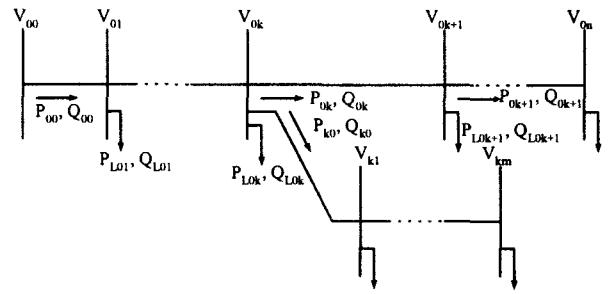 V00 V01 V0k V0k+1 V0n
P00, Q00
P0k, Q0k
P0k+1, Q0k+1
Pk0, Qk0
PL01, QL01
PL0k, QL0k
PL0k+1, QL0k+1
Vk1 Vkm